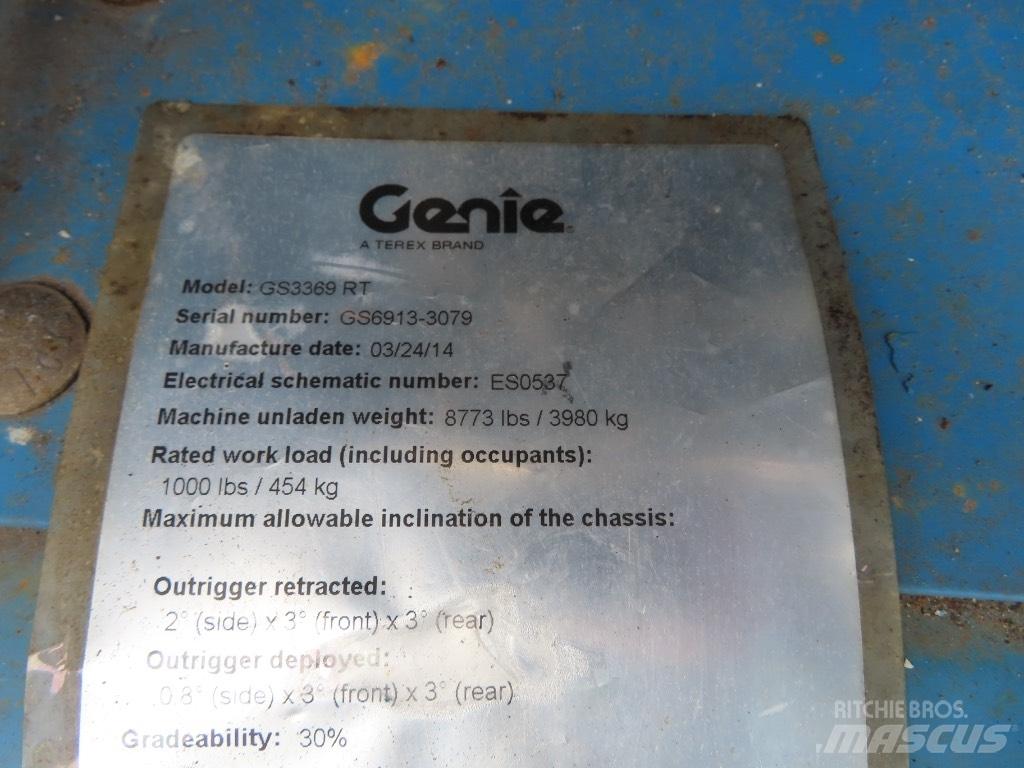 Genie
A TEREX BRAND
Model: GS3369 RT
Serial number: GS6913-3079
Manufacture date: 03/24/14
Electrical schematic number: ES0537
Machine unladen weight: 8773 lbs / 3980 kg
Rated work load (including occupants):
1000 lbs / 454 kg
Maximum allowable inclination of the chassis:
Outrigger retracted:
2° (side) x 3° (front) x 3° (rear)
Outrigger deployed:
0.8° (side) x 3° (front) x 3° (rear)
Gradeability: 30%
RITCHIE BROS.
MASCUS